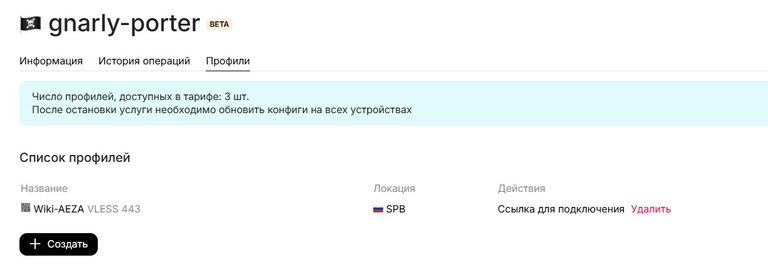 gnarly-porter BETA
Информация История операций Профили
Число профилей, доступных в тарифе: 3 шт.
После остановки услуги необходимо обновить конфиги на всех устройствах
Список профилей
Название Локация Действия
Wiki-AEZA VLESS 443 SPB Ссылка для подключения Удалить
+ Создать